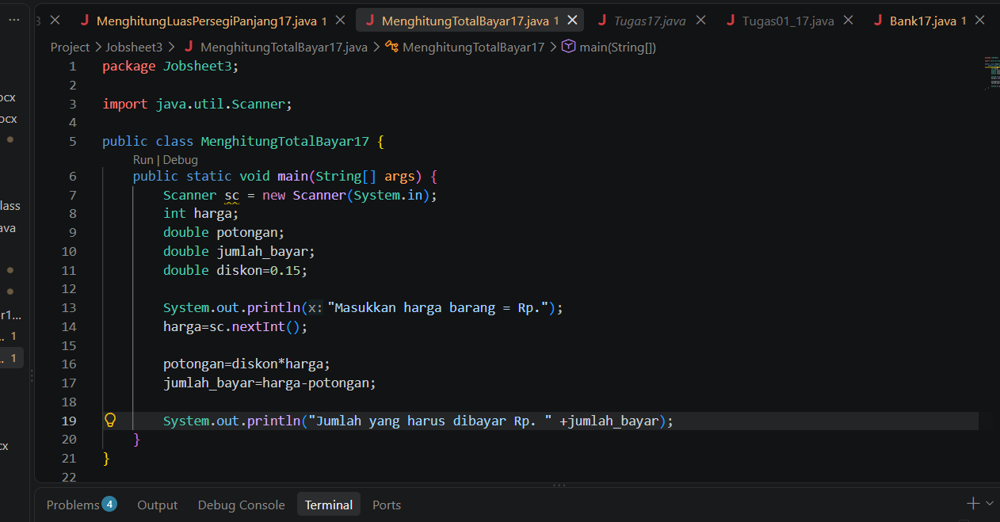 ··· 3 MenghitungLuasPersegiPanjang17.java 1 MenghitungTotalBayar17.java 1 Tugas17.java Tugas01_17.java Bank17.java 1
Project > Jobsheet3 > MenghitungTotalBayar17.java > MenghitungTotalBayar17 > main(String[])
1 package Jobsheet3;
2
3 import java.util.Scanner;
4
ocx
ocx
5 public class MenghitungTotalBayar17 {
Run | Debug
6 public static void main(String[] args) {
7 Scanner sc = new Scanner(System.in);
lass
8 int harga;
ava
9 double potongan;
10 double jumlah_bayar;
11 double diskon=0.15;
12
13 System.out.println(x: "Masukkan harga barang = Rp.");
r1...
14 harga=sc.nextInt();
.. 1
15
.. 1
16 potongan=diskon*harga;
17 jumlah_bayar=harga-potongan;
18
19 System.out.println("Jumlah yang harus dibayar Rp. " +jumlah_bayar);
20 }
cx
21 }
22
Problems 4 Output Debug Console Terminal Ports